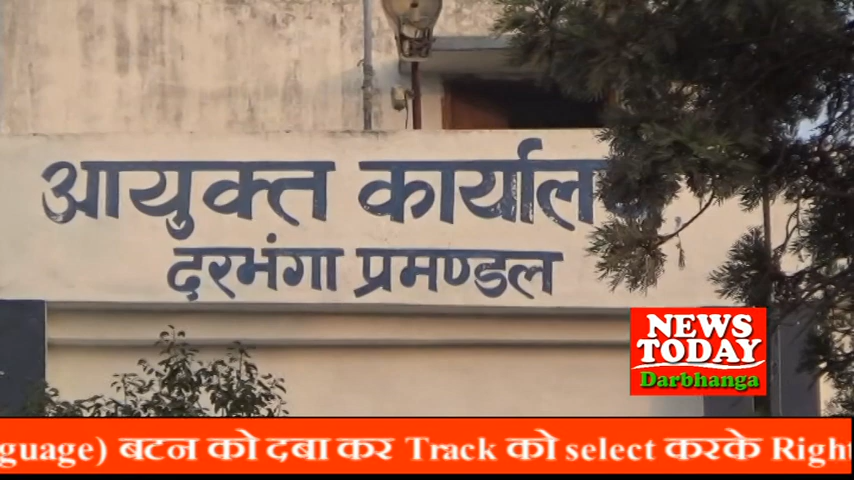 आयुक्त कार्याल
दरभंगा प्रमण्डल
NEWS
TODAY
Darbhanga
guage) बटन को दबा कर Track को select करके Right